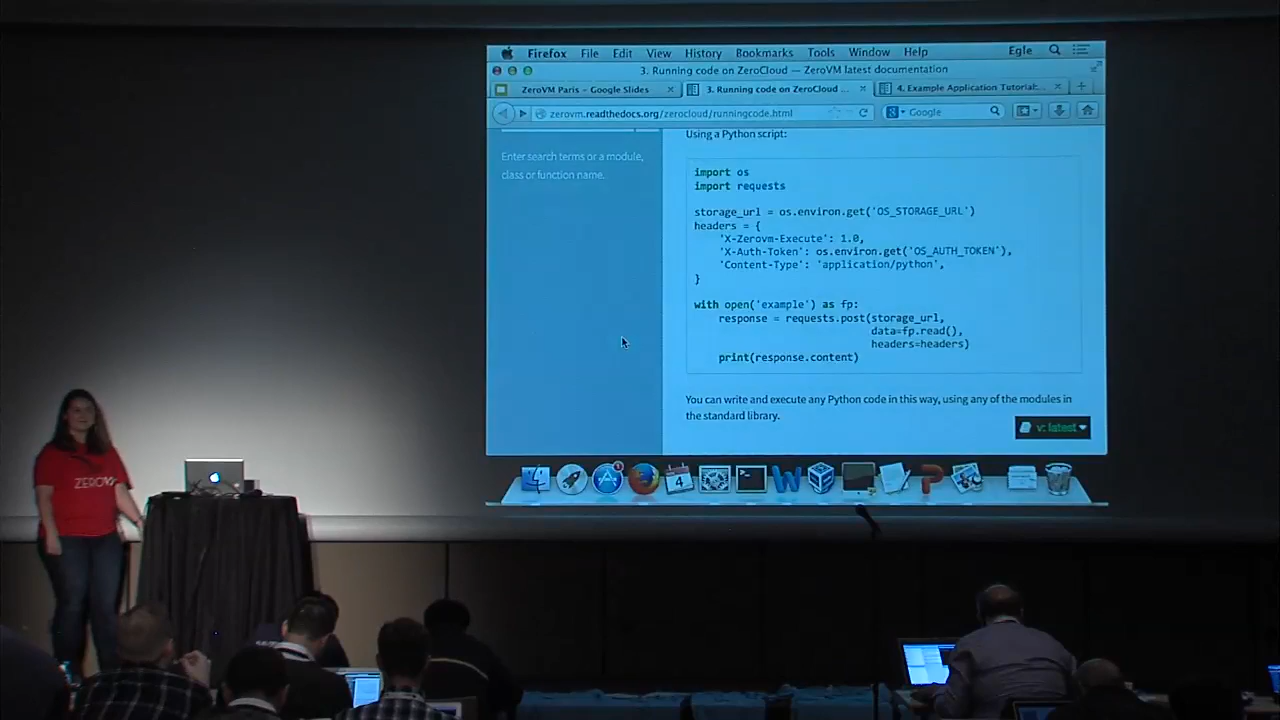 Firefox File Edit View History Bookmarks Tools Window Help Egle
3. Running code on ZeroCloud — ZeroVM latest documentation
ZeroVM Paris – Google Slides
3. Running code on ZeroCloud ...
4. Example Application Tutorial: ...
zerovm.readthedocs.org/zerocloud/runningcode.html
Google
Enter search terms or a module,
class or function name.
Using a Python script:
import os
import requests
storage_url = os.environ.get('OS_STORAGE_URL')
headers = {
'X-Zerovm-Execute': 1.0,
'X-Auth-Token': os.environ.get('OS_AUTH_TOKEN'),
'Content-Type': 'application/python',
}
with open('example') as fp:
response = requests.post(storage_url,
data=fp.read(),
headers=headers)
print(response.content)
You can write and execute any Python code in this way, using any of the modules in
the standard library.
v: latest
4
ZEROVM